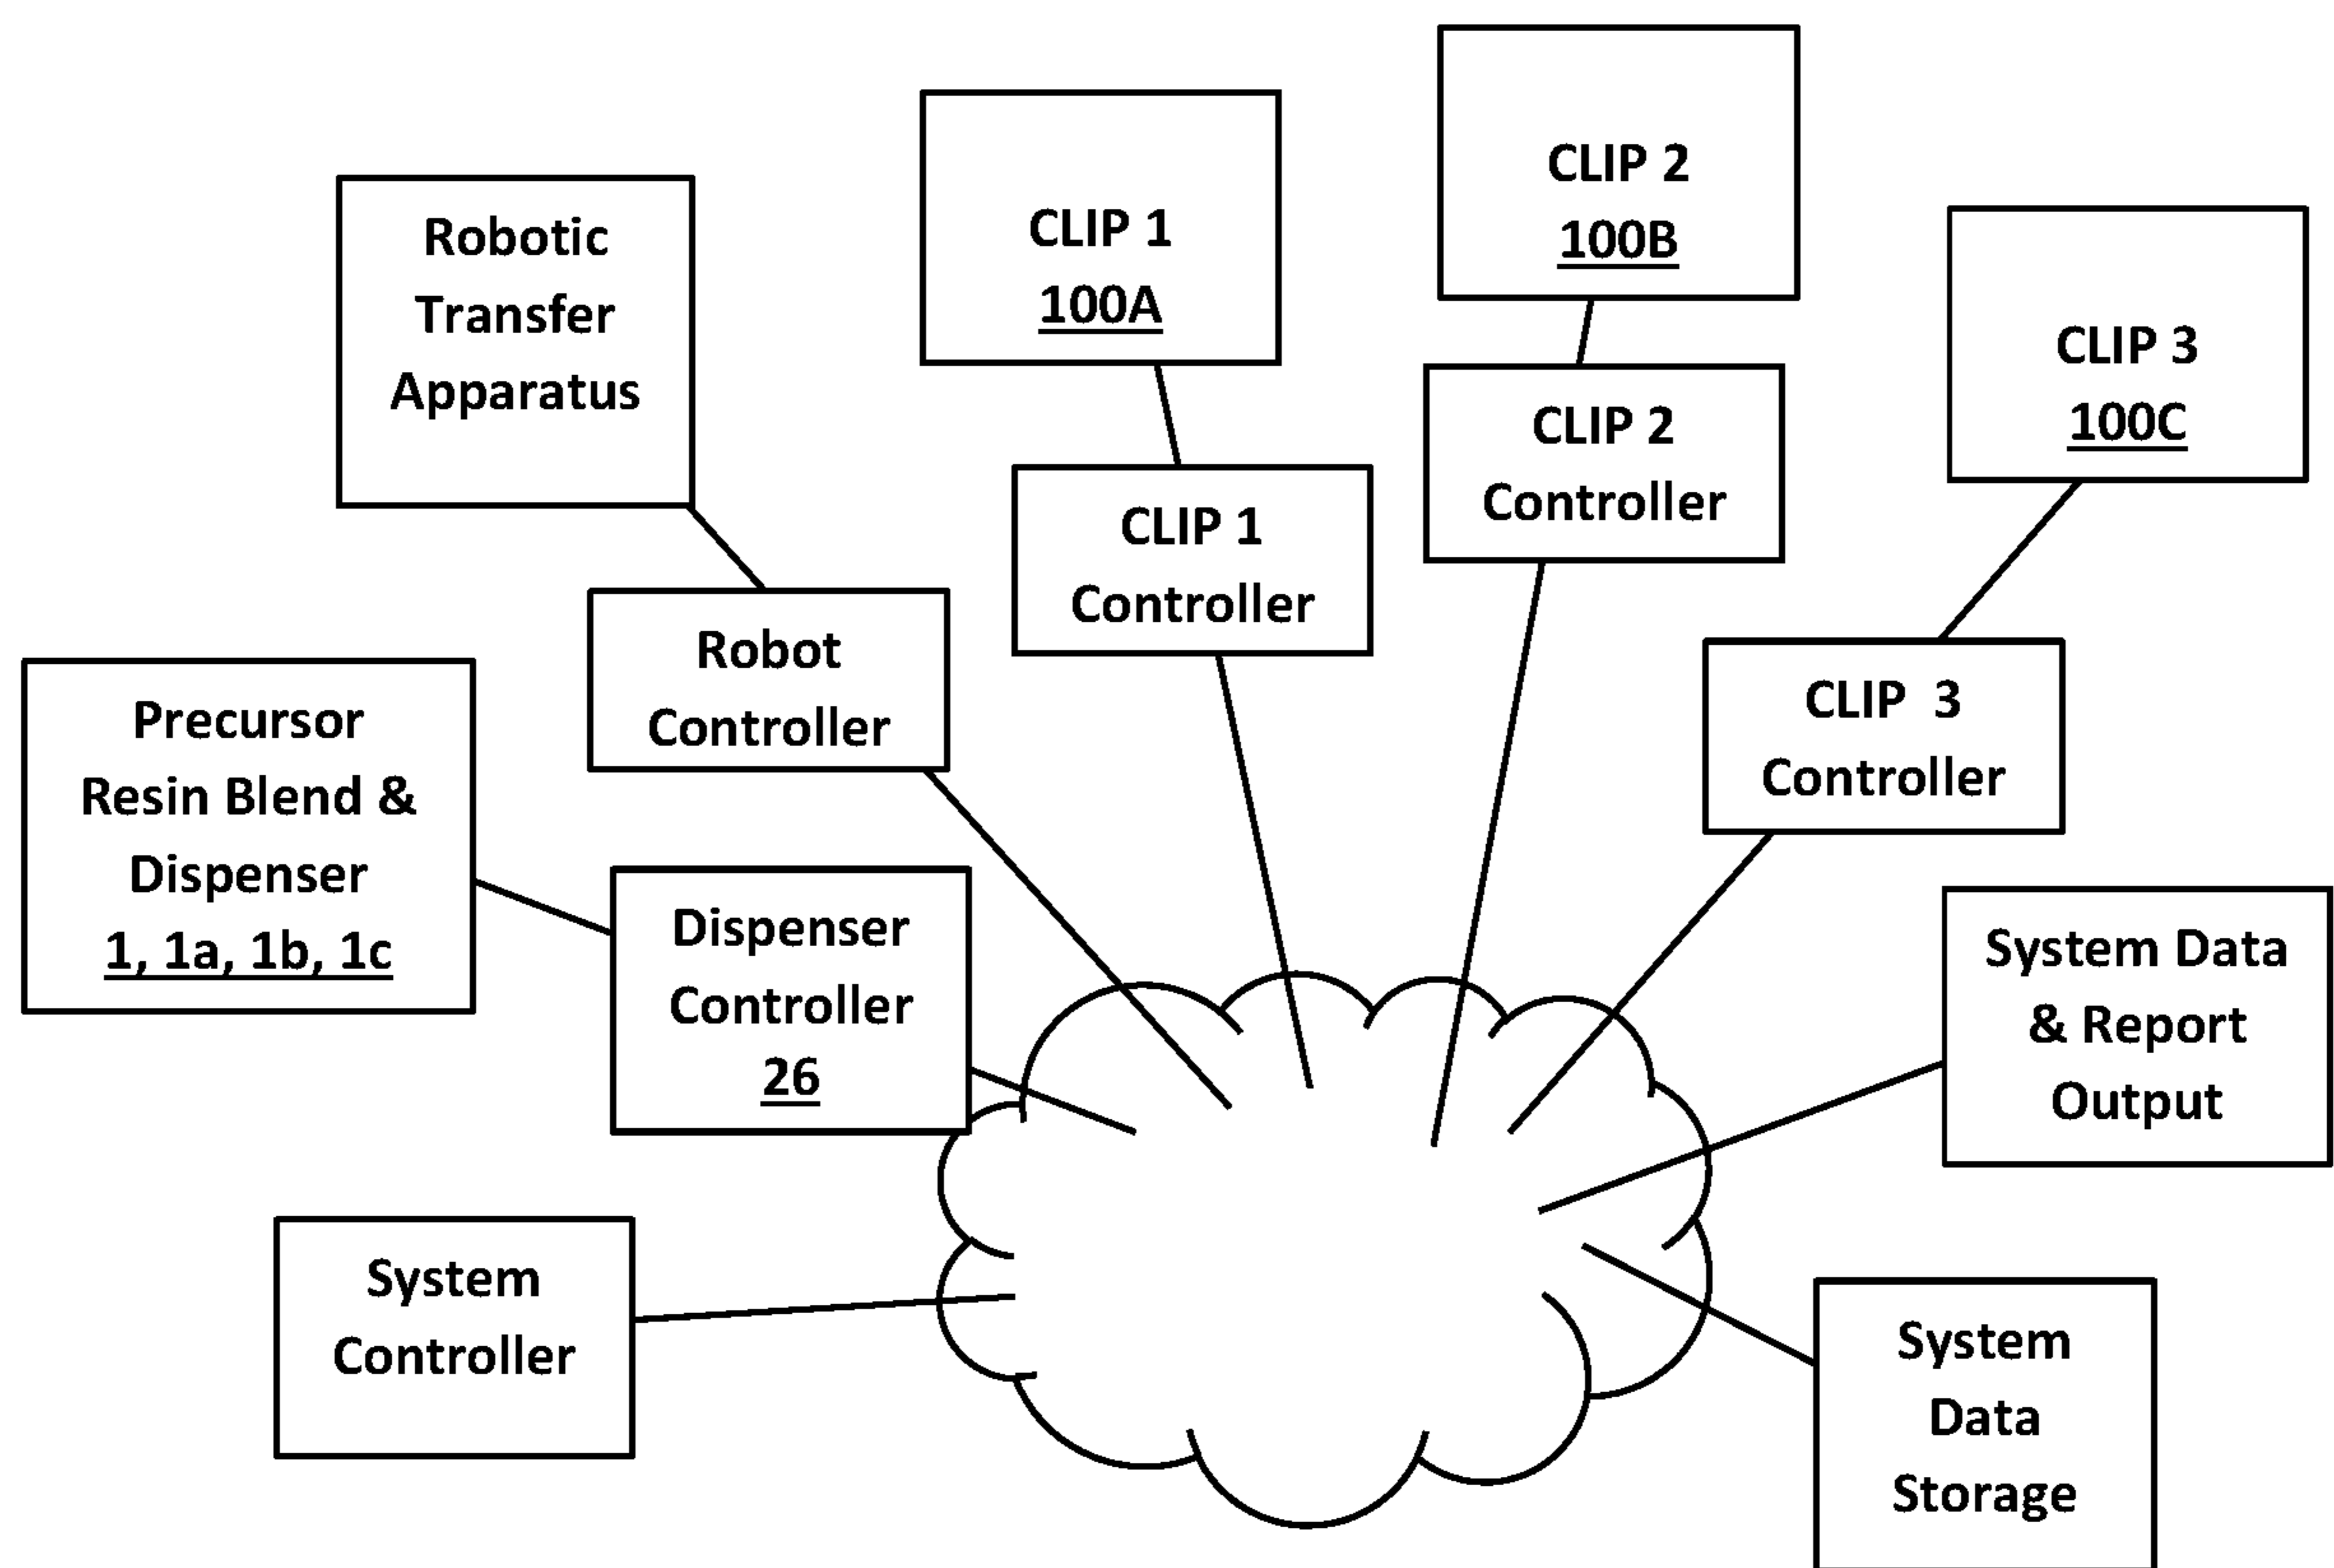 CLIP 2
100B
CLIP 1
100A
Robotic
Transfer
Apparatus
CLIP 3
100C
CLIP 2
Controller
CLIP 1
Controller
Robot
Controller
CLIP 3
Controller
Precursor
Resin Blend &
Dispenser
1, 1a, 1b, 1c
Dispenser
Controller
26
System Data
& Report
Output
System
Controller
System
Data
Storage